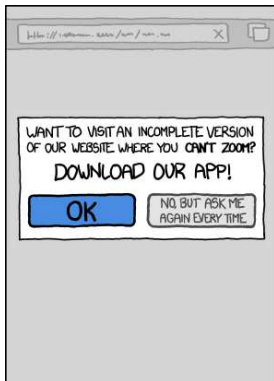 WANT TO VISIT AN INCOMPLETE VERSION
OF OUR WEBSITE WHERE YOU CAN'T ZOOM?
DOWNLOAD OUR APP!
OK
NO, BUT ASK ME
AGAIN EVERY TIME